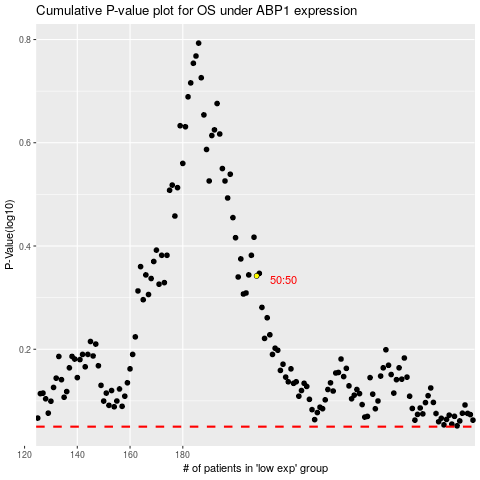 Cumulative P-value plot for OS under ABP1 expression
P-Value(log10)
0.8
0.6
0.4
0.2
50:50
120 140 160 180
# of patients in 'low exp' group